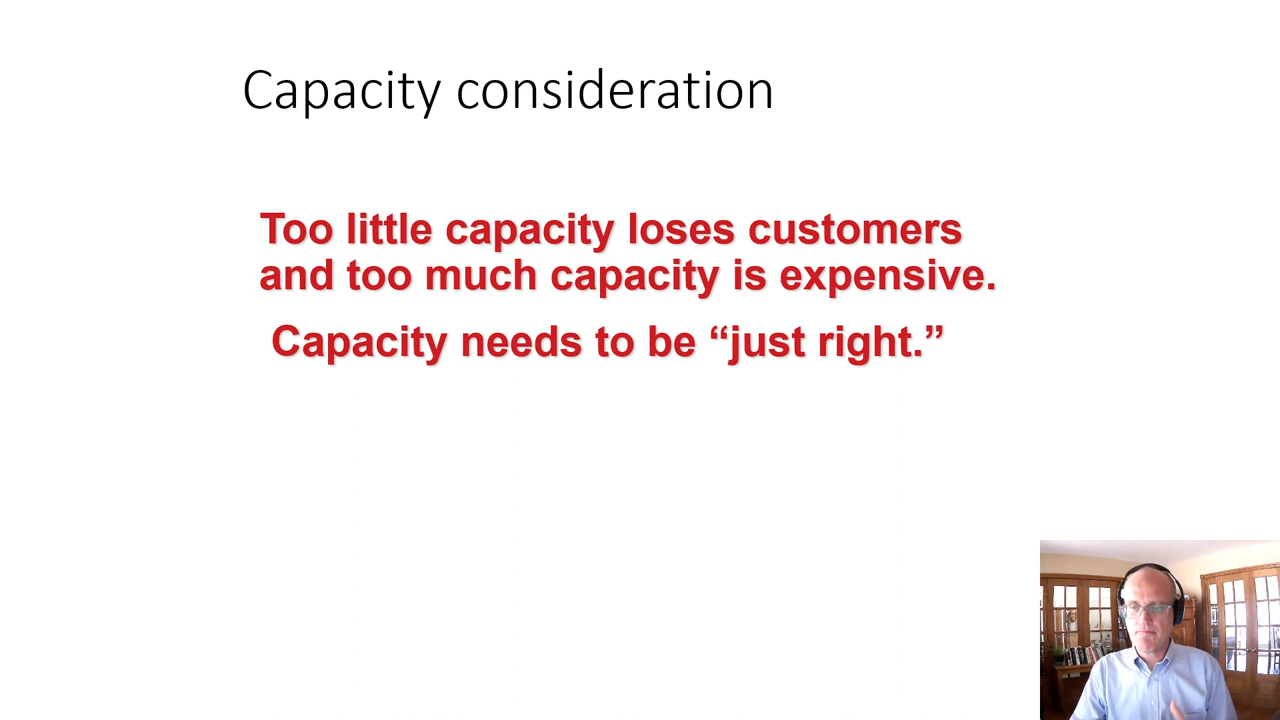 Capacity consideration
Too little capacity loses customers
and too much capacity is expensive.
Capacity needs to be “just right.”